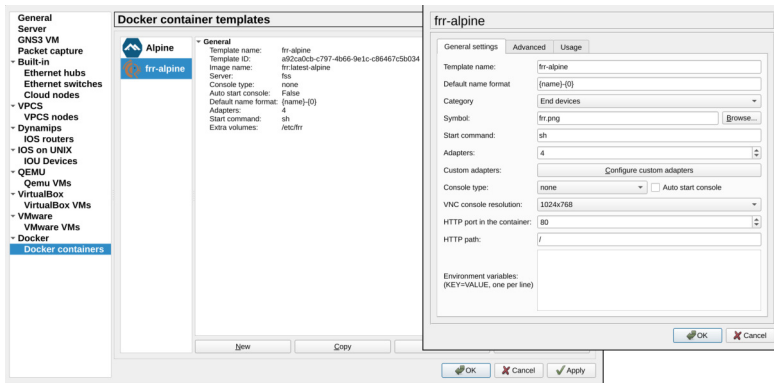 General
Server
GNS3 VM
Packet capture
Built-in
Ethernet hubs
Ethernet switches
Cloud nodes
VPCS
VPCS nodes
Dynamips
IOS routers
IOS on UNIX
IOU Devices
QEMU
Qemu VMs
VirtualBox
VirtualBox VMs
VMware
VMware VMs
Docker
Docker containers
Docker container templates
Alpine
frr-alpine
General
Template name: frr-alpine
Template ID: a92ca0cb-c797-4b66-9e1c-c86467c5b034
Image name: frr:latest-alpine
Server: fss
Console type: none
Auto start console: False
Default name format: {name}-{0}
Adapters: 4
Start command: sh
Extra volumes: /etc/frr
New Copy
OK Cancel Apply
frr-alpine
General settings Advanced Usage
Template name: frr-alpine
Default name format {name}-{0}
Category End devices
Symbol: frr.png Browse...
Start command: sh
Adapters: 4
Custom adapters: Configure custom adapters
Console type: none Auto start console
VNC console resolution: 1024x768
HTTP port in the container: 80
HTTP path: /
Environment variables:
(KEY=VALUE, one per line)
OK Cancel